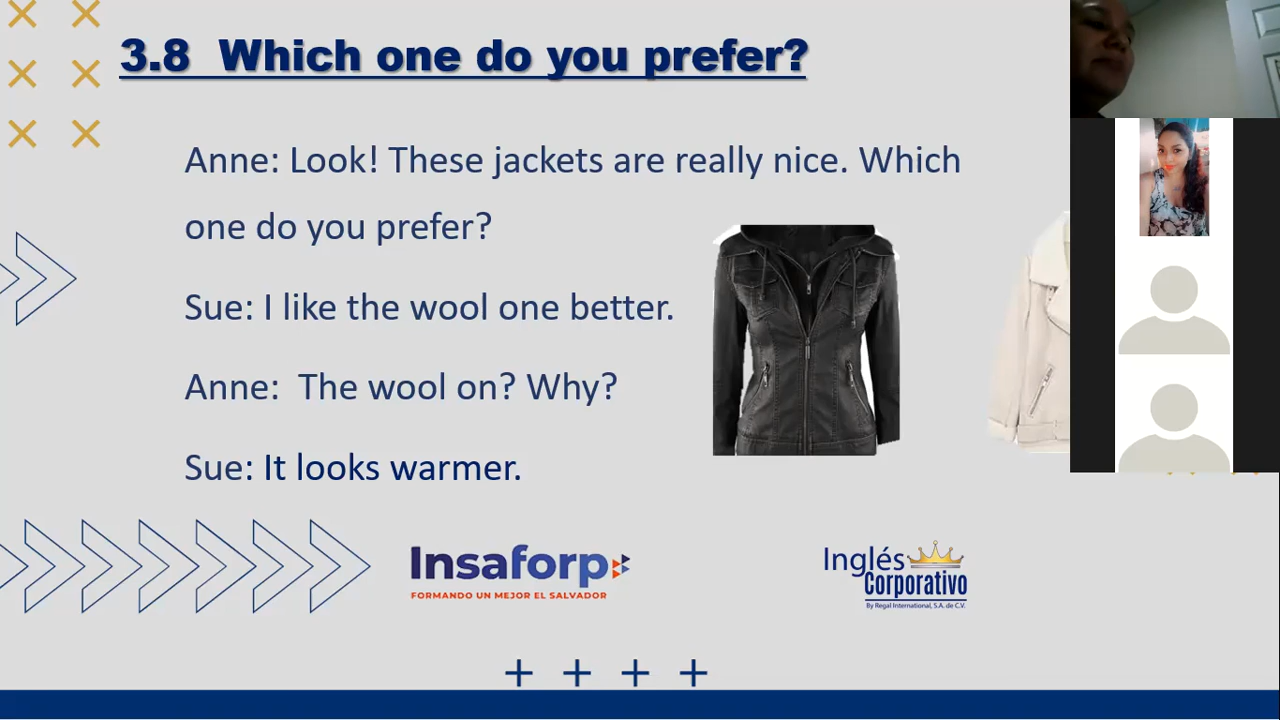 3.8 Which one do you prefer?
Anne: Look! These jackets are really nice. Which
one do you prefer?
Sue: I like the wool one better.
Anne: The wool on? Why?
Sue: It looks warmer.
Insaforp
FORMANDO UN MEJOR EL SALVADOR
Inglés
Corporativo
By Regal International, S.A. de C.V.